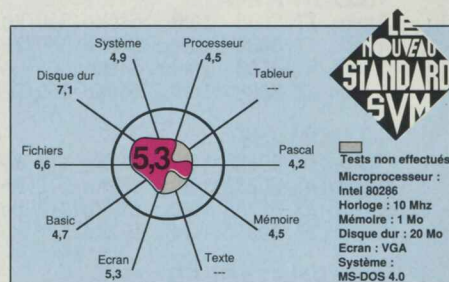 LE
NOUVEAU
STANDARD
SVM
Système
4,9
Processeur
4,5
Disque dur
7,1
Tableur
---
Fichiers
6,6
5,3
Pascal
4,2
Basic
4,7
Mémoire
4,5
Ecran
5,3
Texte
---
Tests non effectués
Microprocesseur :
Intel 80286
Horloge : 10 Mhz
Mémoire : 1 Mo
Disque dur : 20 Mo
Ecran : VGA
Système :
MS-DOS 4.0